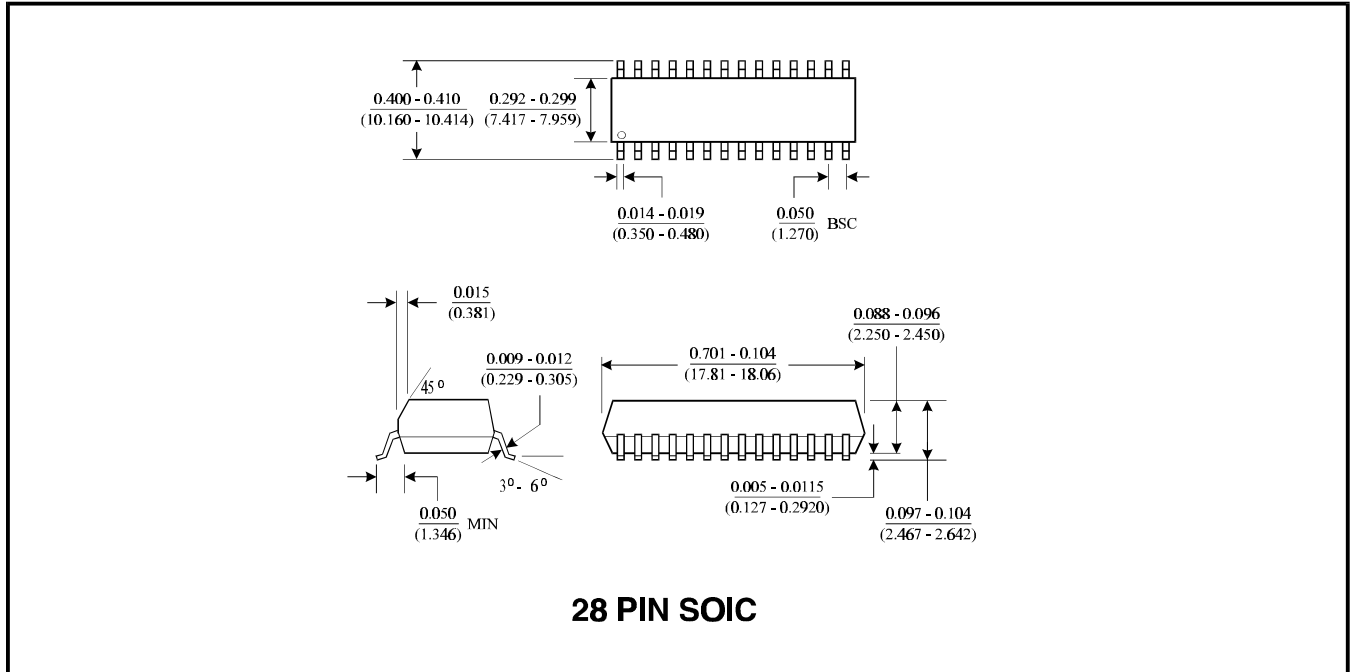 0.400 - 0.410
(10.160 - 10.414)
0.292 - 0.299
(7.417 - 7.959)
0.014 - 0.019
(0.350 - 0.480)
0.050
(1.270)
BSC
0.015
(0.381)
0.088 - 0.096
(2.250 - 2.450)
0.009 - 0.012
(0.229 - 0.305)
0.701 - 0.104
(17.81 - 18.06)
45°
3° - 6°
0.005 - 0.0115
(0.127 - 0.2920)
0.050
(1.346)
MIN
0.097 - 0.104
(2.467 - 2.642)
28 PIN SOIC